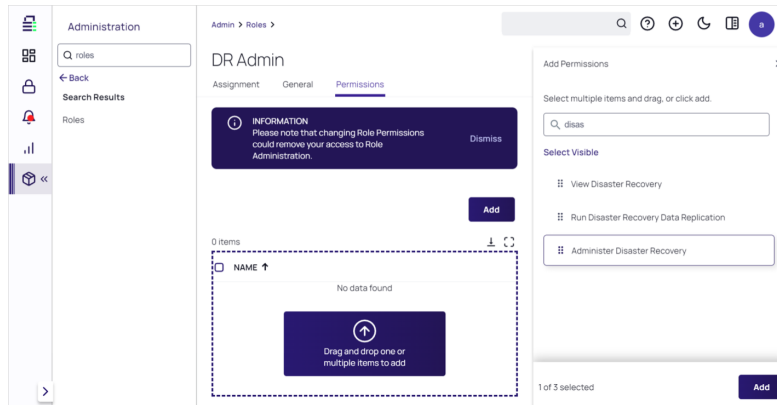 Administration
roles
Back
Search Results
Roles
Admin > Roles >
a
DR Admin
Assignment General Permissions
INFORMATION
Please note that changing Role Permissions
could remove your access to Role
Administration.
Dismiss
Add
0 items
NAME ↑
No data found
Drag and drop one or
multiple items to add
Add Permissions
Select multiple items and drag, or click add.
disas
Select Visible
View Disaster Recovery
Run Disaster Recovery Data Replication
Administer Disaster Recovery
1 of 3 selected
Add